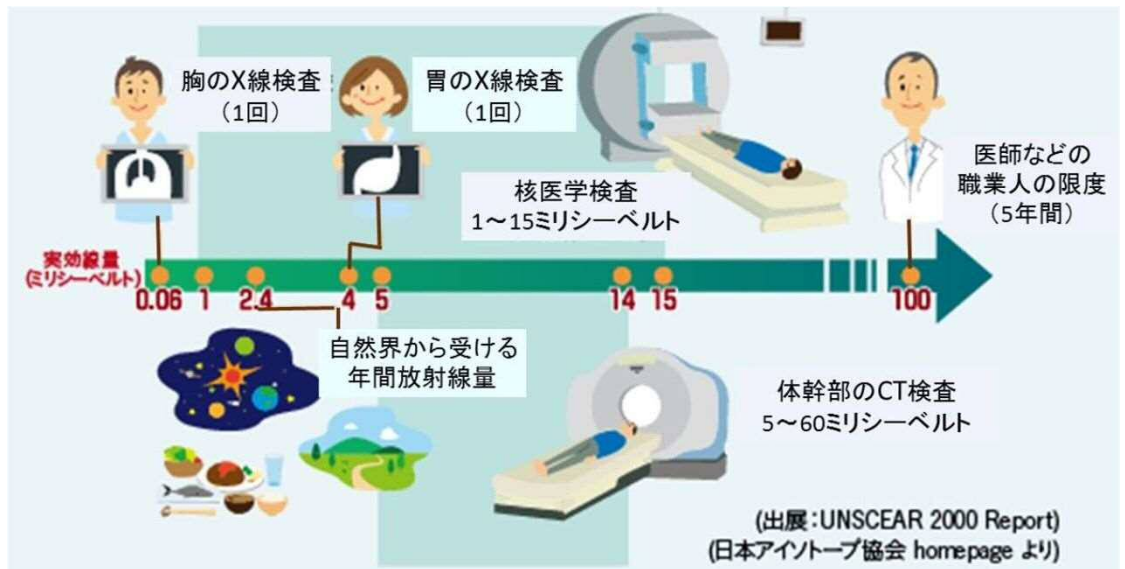 胸のX線検査
(1回)
胃のX線検査
(1回)
核医学検査
1～15ミリシーベルト
医師などの
職業人の限度
(5年間)
実効線量
(ミリシーベルト)
0.06 1 2.4 4 5 14 15 100
自然界から受ける
年間放射線量
体幹部のCT検査
5～60ミリシーベルト
(出展:UNSCEAR 2000 Report)
(日本アイソトープ協会 homepage より)